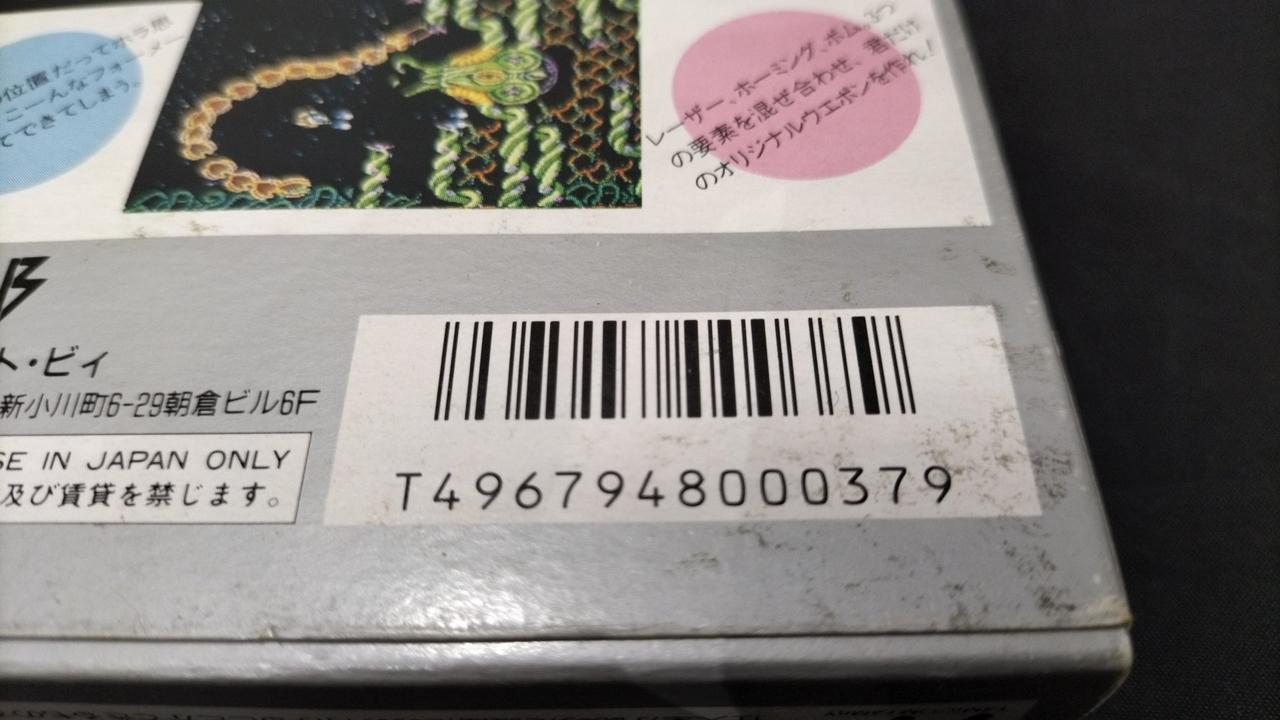 位置だってホラ思
こーんなフォーメー
てできてしまう。
レーザー、ホーミング、ボム。3つ
の要素を混ぜ合わせ、君だけ
のオリジナルウエポンを作れ!
ト・ビィ
新小川町6-29朝倉ビル6F
SE IN JAPAN ONLY
及び賃貸を禁じます。
T4967948000379